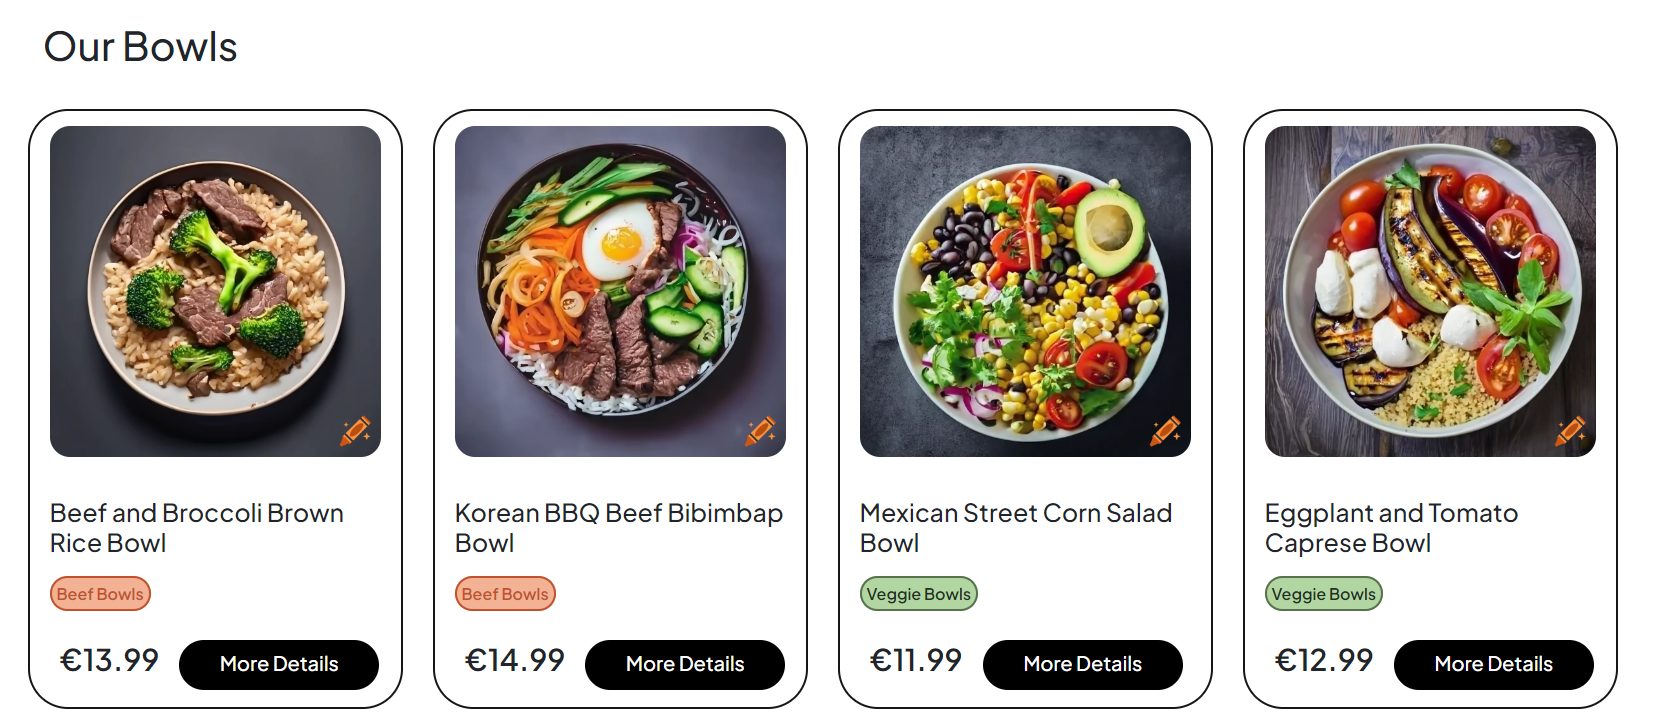 Our Bowls
Beef and Broccoli Brown
Rice Bowl
Beef Bowls
€13.99
More Details
Korean BBQ Beef Bibimbap
Bowl
Beef Bowls
€14.99
More Details
Mexican Street Corn Salad
Bowl
Veggie Bowls
€11.99
More Details
Eggplant and Tomato
Caprese Bowl
Veggie Bowls
€12.99
More Details